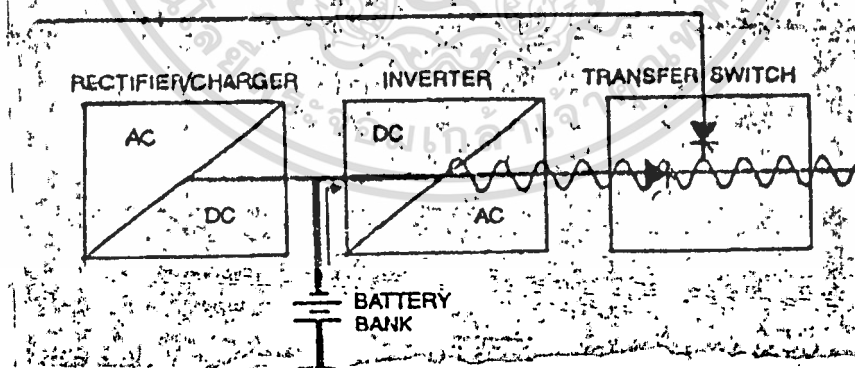 RECTIFIER/CHARGER INVERTER TRANSFER SWITCH
AC DC
DC AC
BATTERY
BANK